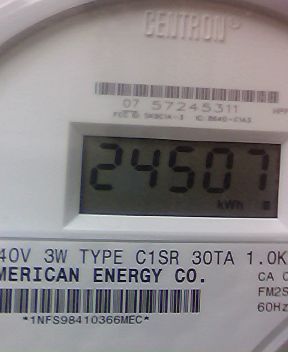 CENTRON®
07 57245311
24507
kWh
40V 3W TYPE C1SR 30TA 1.0K
MERICAN ENERGY CO.
CA
FM2S
60Hz
*1NFS98410366MEC*